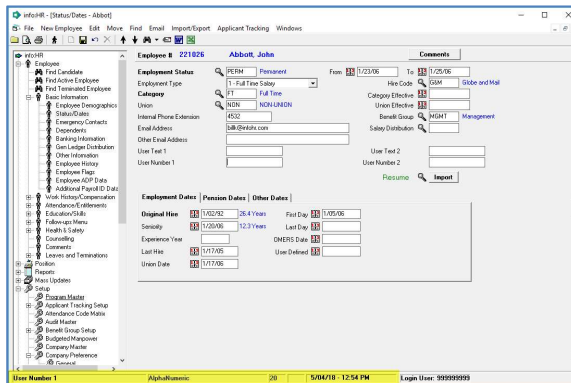 info:HR - [Status/Dates - Abbot]
File New Employee Edit Move Find Email Import/Export Applicant Tracking Windows
info:HR
Employee
Find Candidate
Find Active Employee
Find Terminated Employee
Basic Information
Employee Demographics
Status/Dates
Emergency Contacts
Dependents
Banking Information
Gen Ledger Distribution
Other Information
Employee History
Employee Flags
Employee ADP Data
Additional Payroll ID Data
Work History/Compensation
Attendance/Entitlements
Education/Skills
Follow-ups Menu
Health & Safety
Counselling
Comments
Leaves and Terminations
Position
Reports
Mass Updates
Setup
Program Master
Applicant Tracking Setup
Attendance Code Matrix
Audit Master
Benefit Group Setup
Budgeted Manpower
Company Master
Company Preference
General
Employee # 221026 Abbott, John Comments
Employment Status PERM Permanent From 1/23/06 To 1/25/06
Employment Type 1 - Full Time Salary Hire Code G&M Globe and Mail
Category FT Full Time Category Effective
Union NON NON-UNION Union Effective
Internal Phone Extension 4532 Benefit Group MGMT Management
Email Address billk@infohr.com Salary Distribution
Other Email Address
User Text 1 User Text 2
User Number 1 User Number 2
Resume Import
Employment Dates Pension Dates Other Dates
Original Hire 1/02/92 26.4 Years First Day 1/05/06
Seniority 1/20/06 12.3 Years Last Day
Experience Year OMERS Date
Last Hire 1/17/05 User Defined
Union Date 1/17/06
User Number 1 AlphaNumeric 20 5/04/18 - 12:54 PM Login User: 999999999